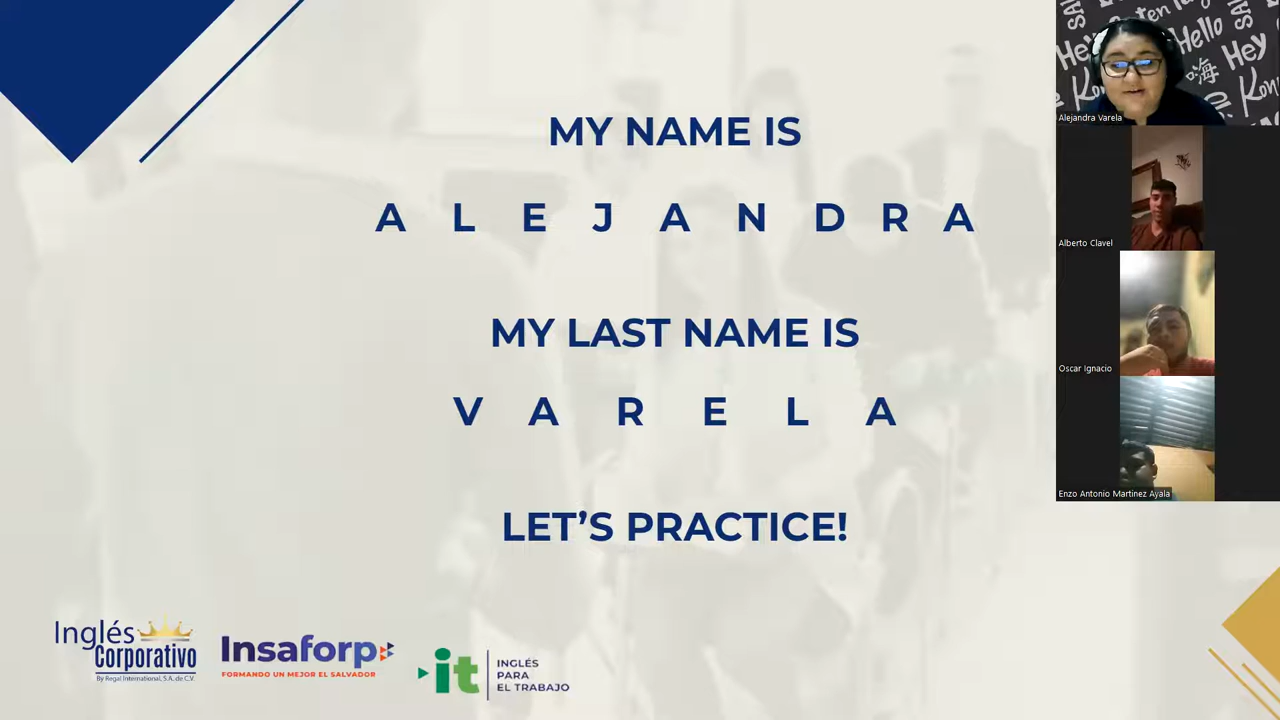 MY NAME IS
A L E J A N D R A
MY LAST NAME IS
V A R E L A
LET'S PRACTICE!
Inglés
Corporativo
By Regal International, S.A. de C.V.
Insaforp
FORMANDO UN MEJOR EL SALVADOR
it
INGLÉS
PARA
EL TRABAJO
Hello
Hey
嗨
Hey
Alejandra Varela
Alberto Clavel
Oscar Ignacio
Enzo Antonio Martinez Ayala